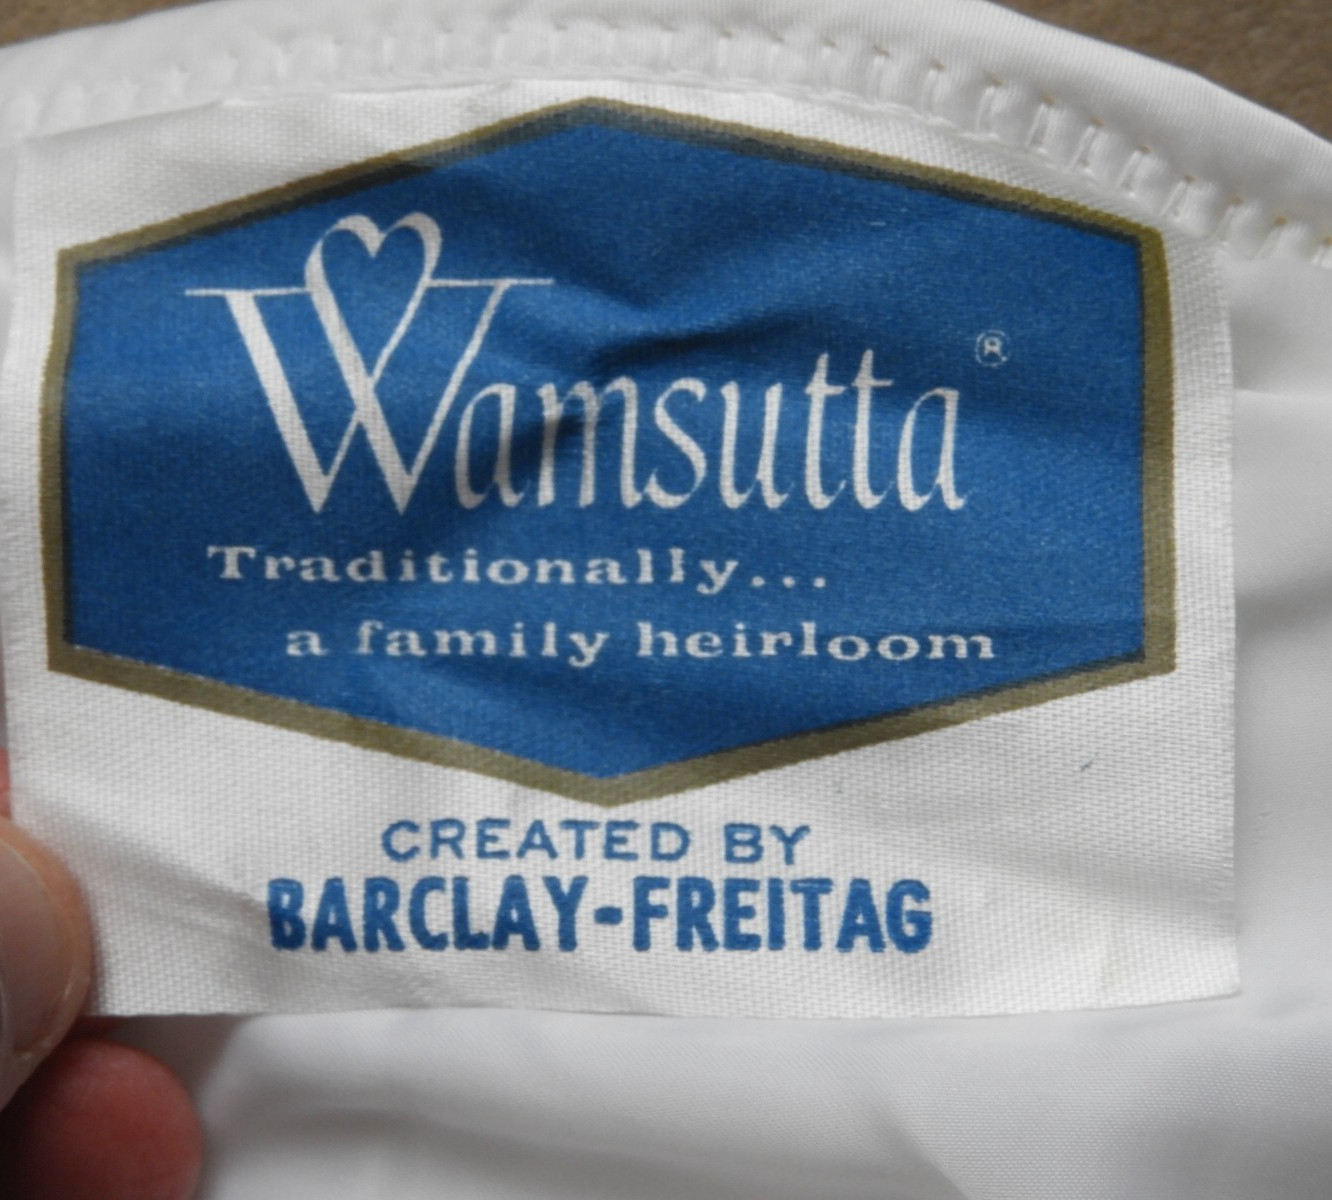 Wamsutta®
Traditionally...
a family heirloom
CREATED BY
BARCLAY-FREITAG